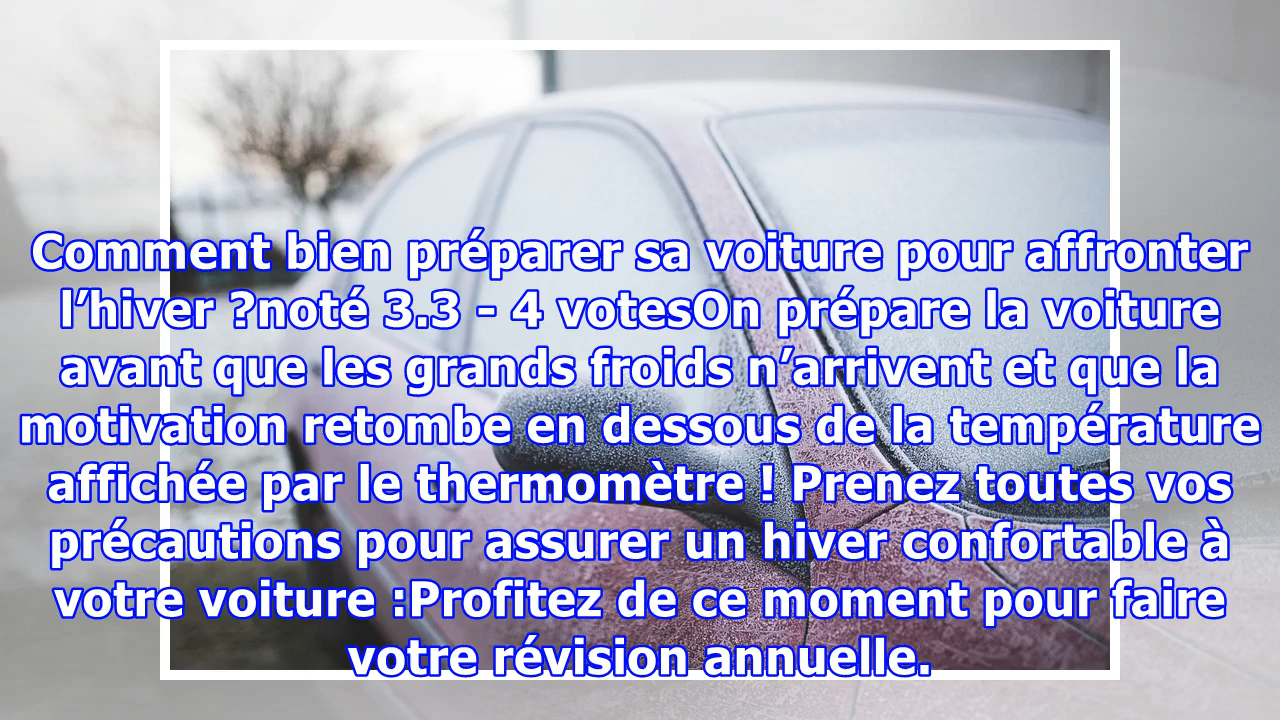 Comment bien préparer sa voiture pour affronter
l’hiver ?noté 3.3 - 4 votesOn prépare la voiture
avant que les grands froids n’arrivent et que la
motivation retombe en dessous de la température
affichée par le thermomètre ! Prenez toutes vos
précautions pour assurer un hiver confortable à
votre voiture :Profitez de ce moment pour faire
votre révision annuelle.